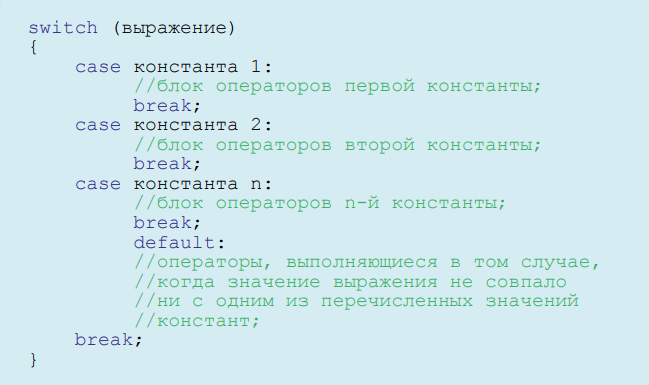 switch (выражение)
{
case константа 1:
//блок операторов первой константы;
break;
case константа 2:
//блок операторов второй константы;
break;
case константа n:
//блок операторов n-й константы;
break;
default:
//операторы, выполняющиеся в том случае,
//когда значение выражения не совпало
//ни с одним из перечисленных значений
//констант;
break;
}